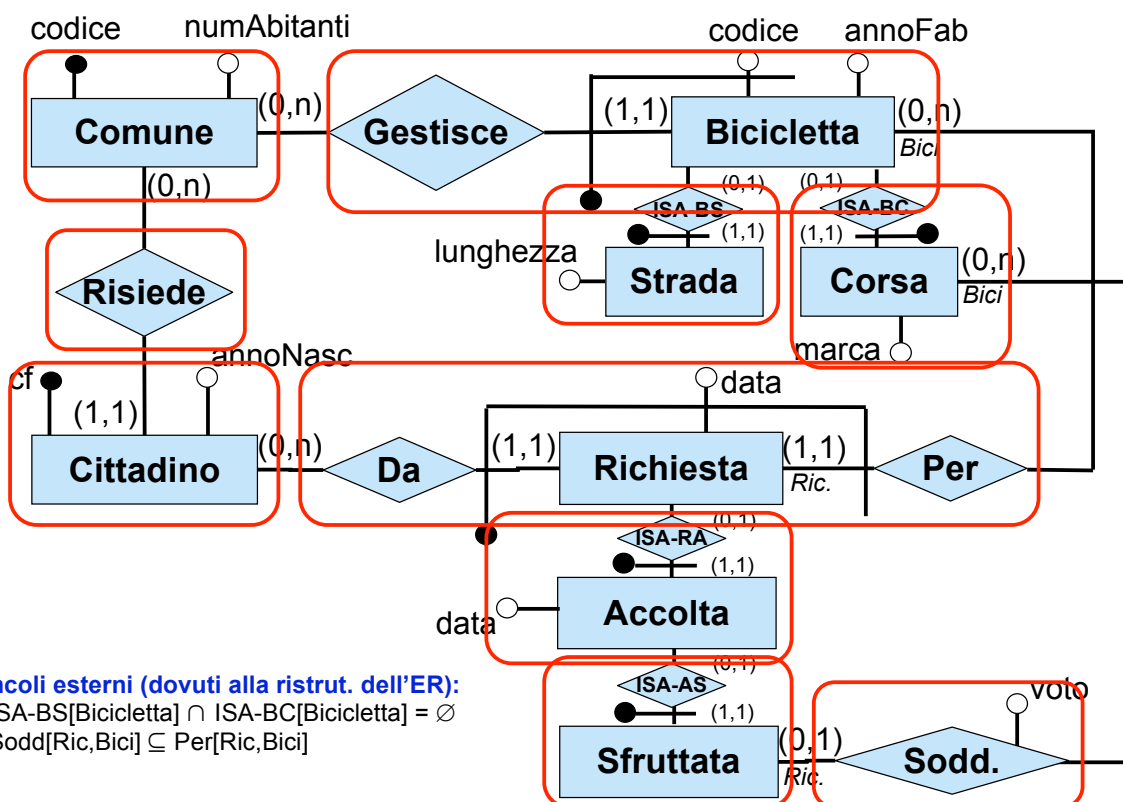 codice numAbitanti codice annoFab
Comune (0,n) Gestisce (1,1) Bicicletta (0,n)
Bici
(0,n) (0,1) (0,1)
ISA-BS ISA-BC
(1,1) (1,1)
lunghezza Strada Corsa (0,n)
Bici
Risiede
marca
cf annoNasc data
(1,1)
Cittadino (0,n) Da (1,1) Richiesta (1,1) Per
Ric.
(0,1)
ISA-RA
(1,1)
Accolta
data
(0,1)
ISA-AS
(1,1)
voto
ncoli esterni (dovuti alla ristrut. dell'ER):
SA-BS[Bicicletta] ∩ ISA-BC[Bicicletta] = ∅
Sodd[Ric,Bici] ⊆ Per[Ric,Bici]
Sfruttata (0,1) Sodd.
Ric.